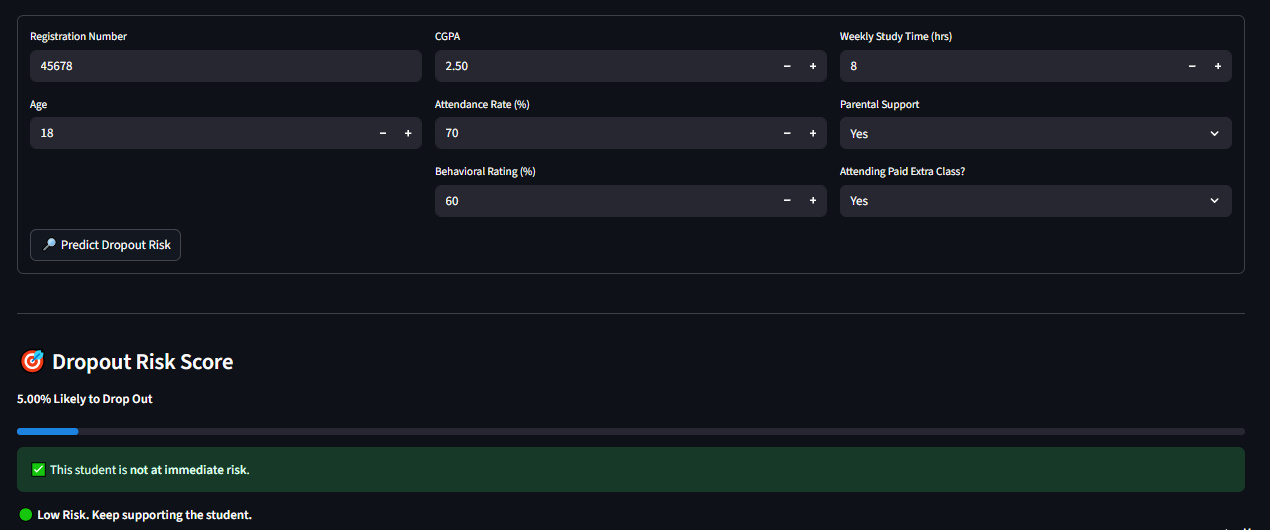 Registration Number
CGPA
Weekly Study Time (hrs)
45678
2.50
8
Age
Attendance Rate (%)
Parental Support
18
70
Yes
Behavioral Rating (%)
Attending Paid Extra Class?
60
Yes
Predict Dropout Risk
Dropout Risk Score
5.00% Likely to Drop Out
This student is not at immediate risk.
Low Risk. Keep supporting the student.